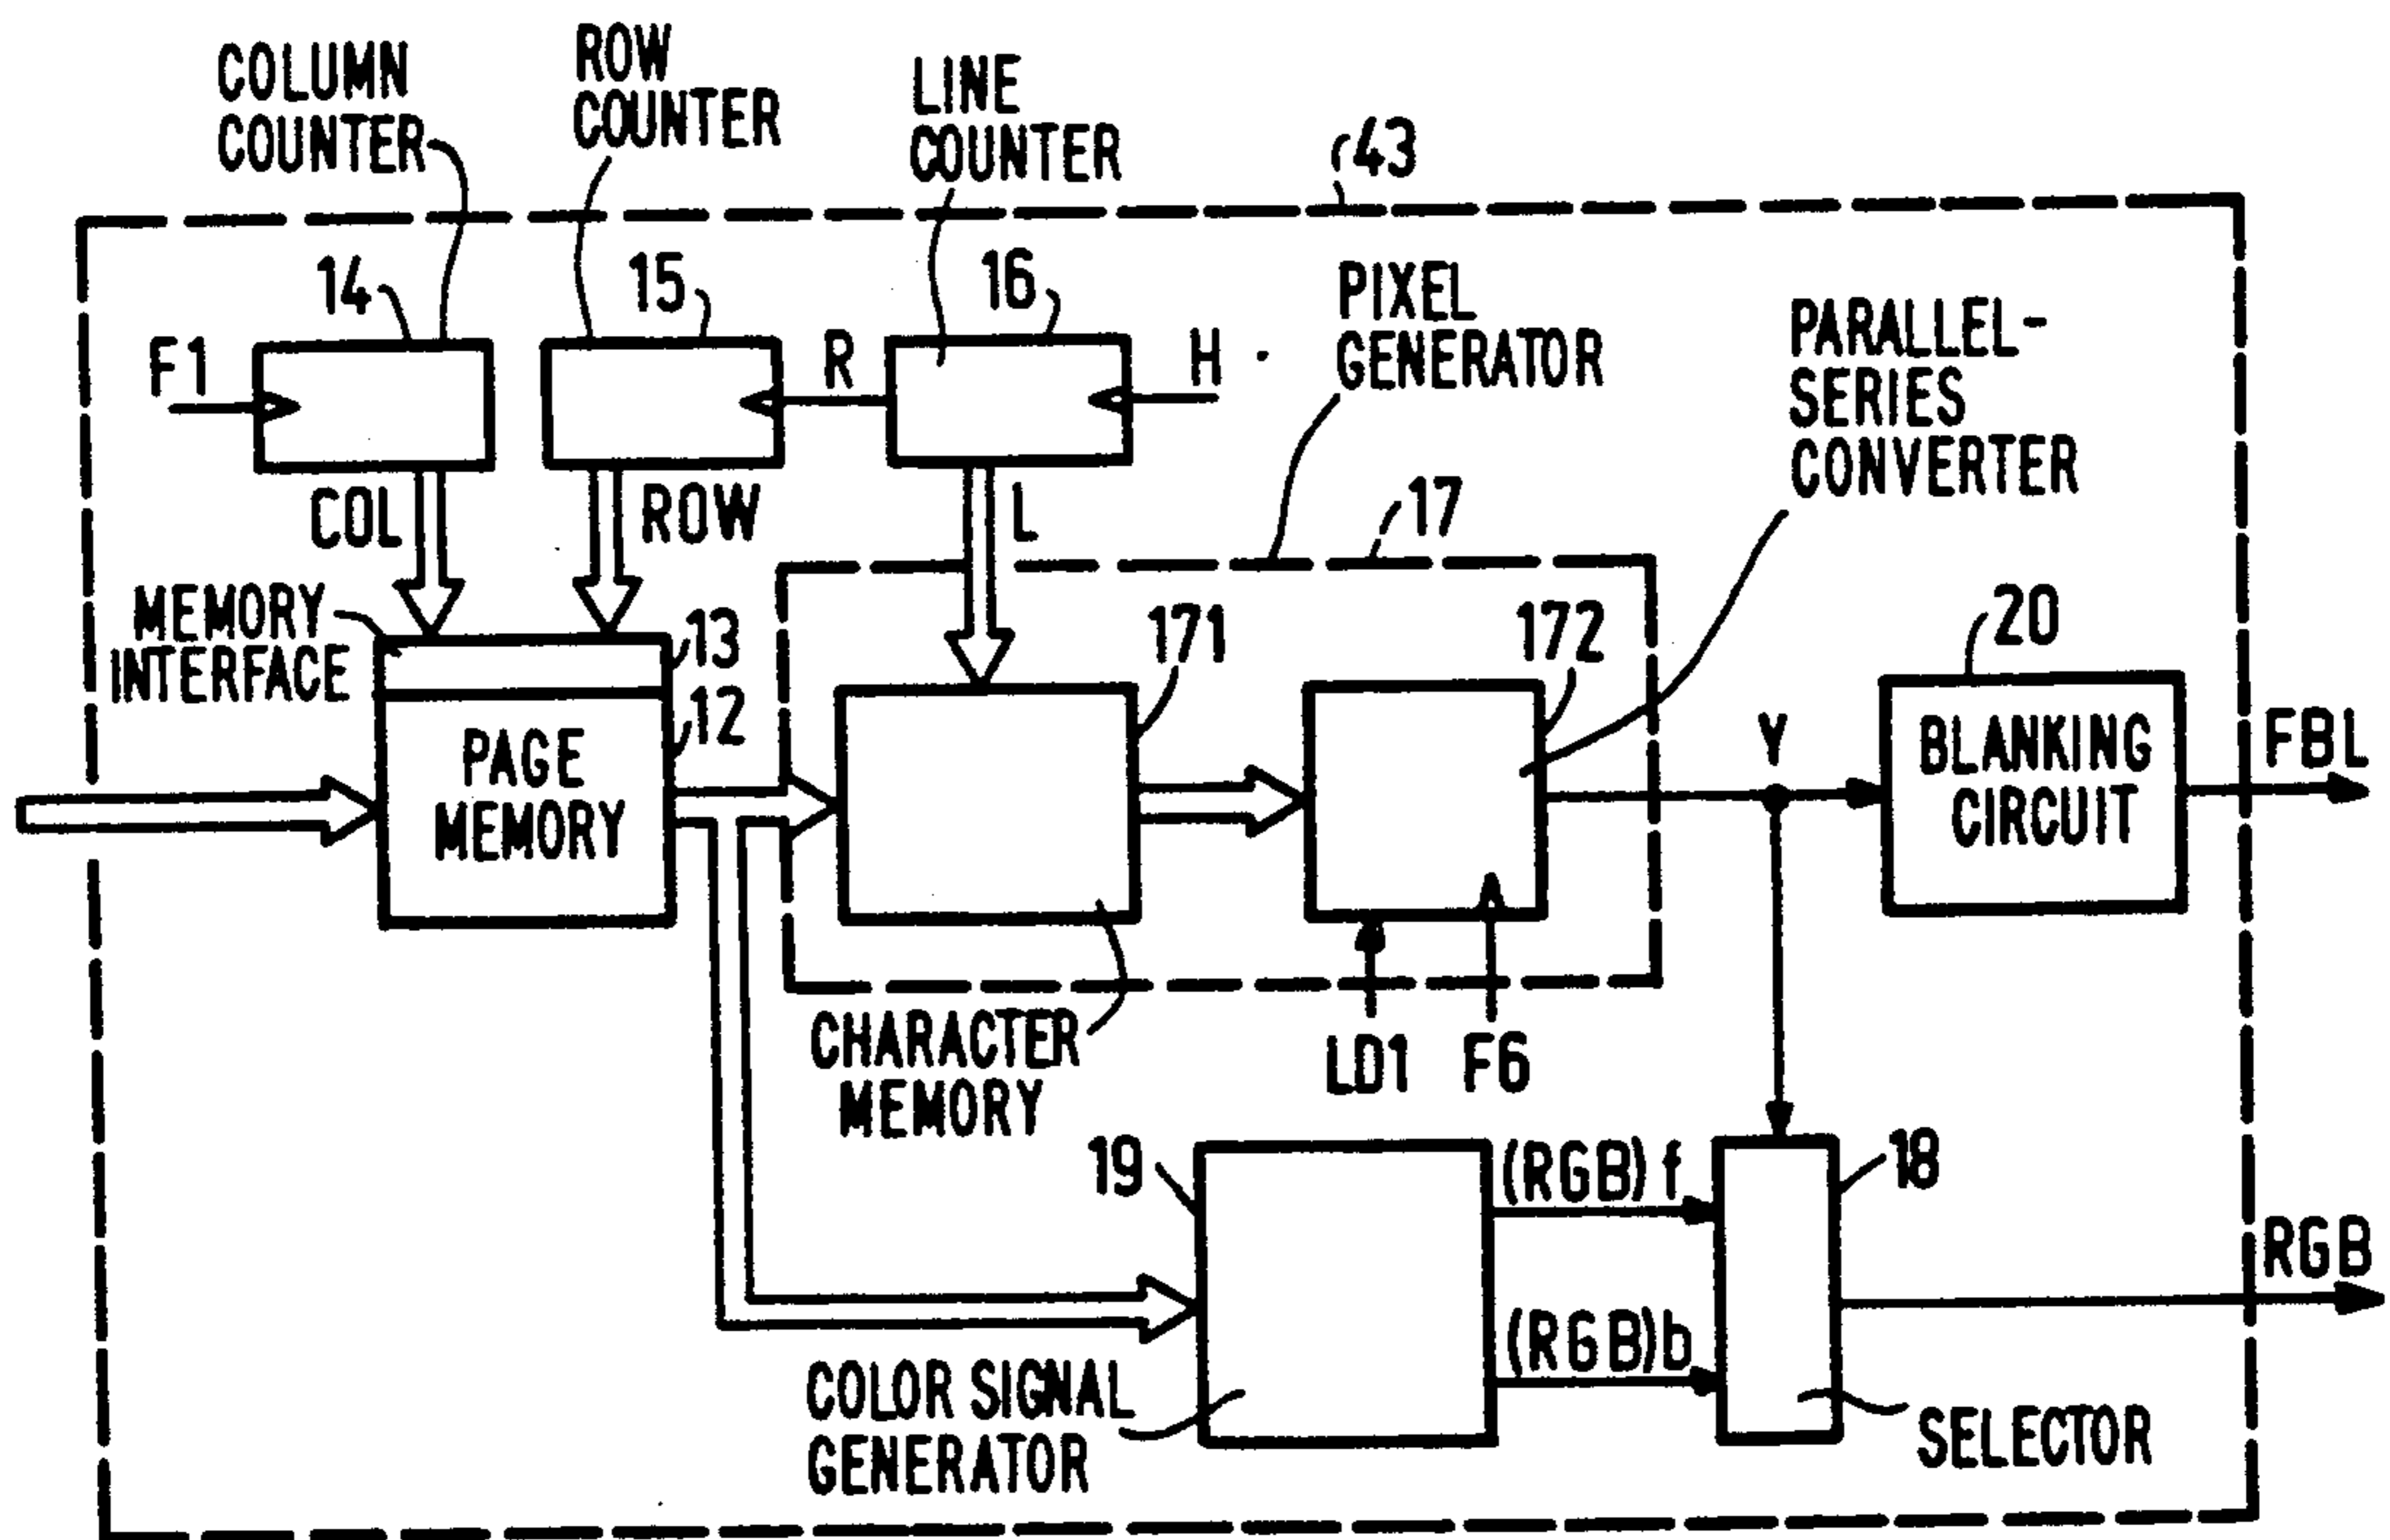 COLUMN
COUNTER
ROW
COUNTER
LINE
COUNTER
43
14
15
16
F1
R
H
PIXEL
GENERATOR
PARALLEL-
SERIES
CONVERTER
COL
ROW
L
17
MEMORY
INTERFACE
13
12
171
172
20
PAGE
MEMORY
Y
BLANKING
CIRCUIT
FBL
CHARACTER
MEMORY
LD1
F6
19
(RGB)f
18
RGB
(RGB)b
COLOR SIGNAL
GENERATOR
SELECTOR